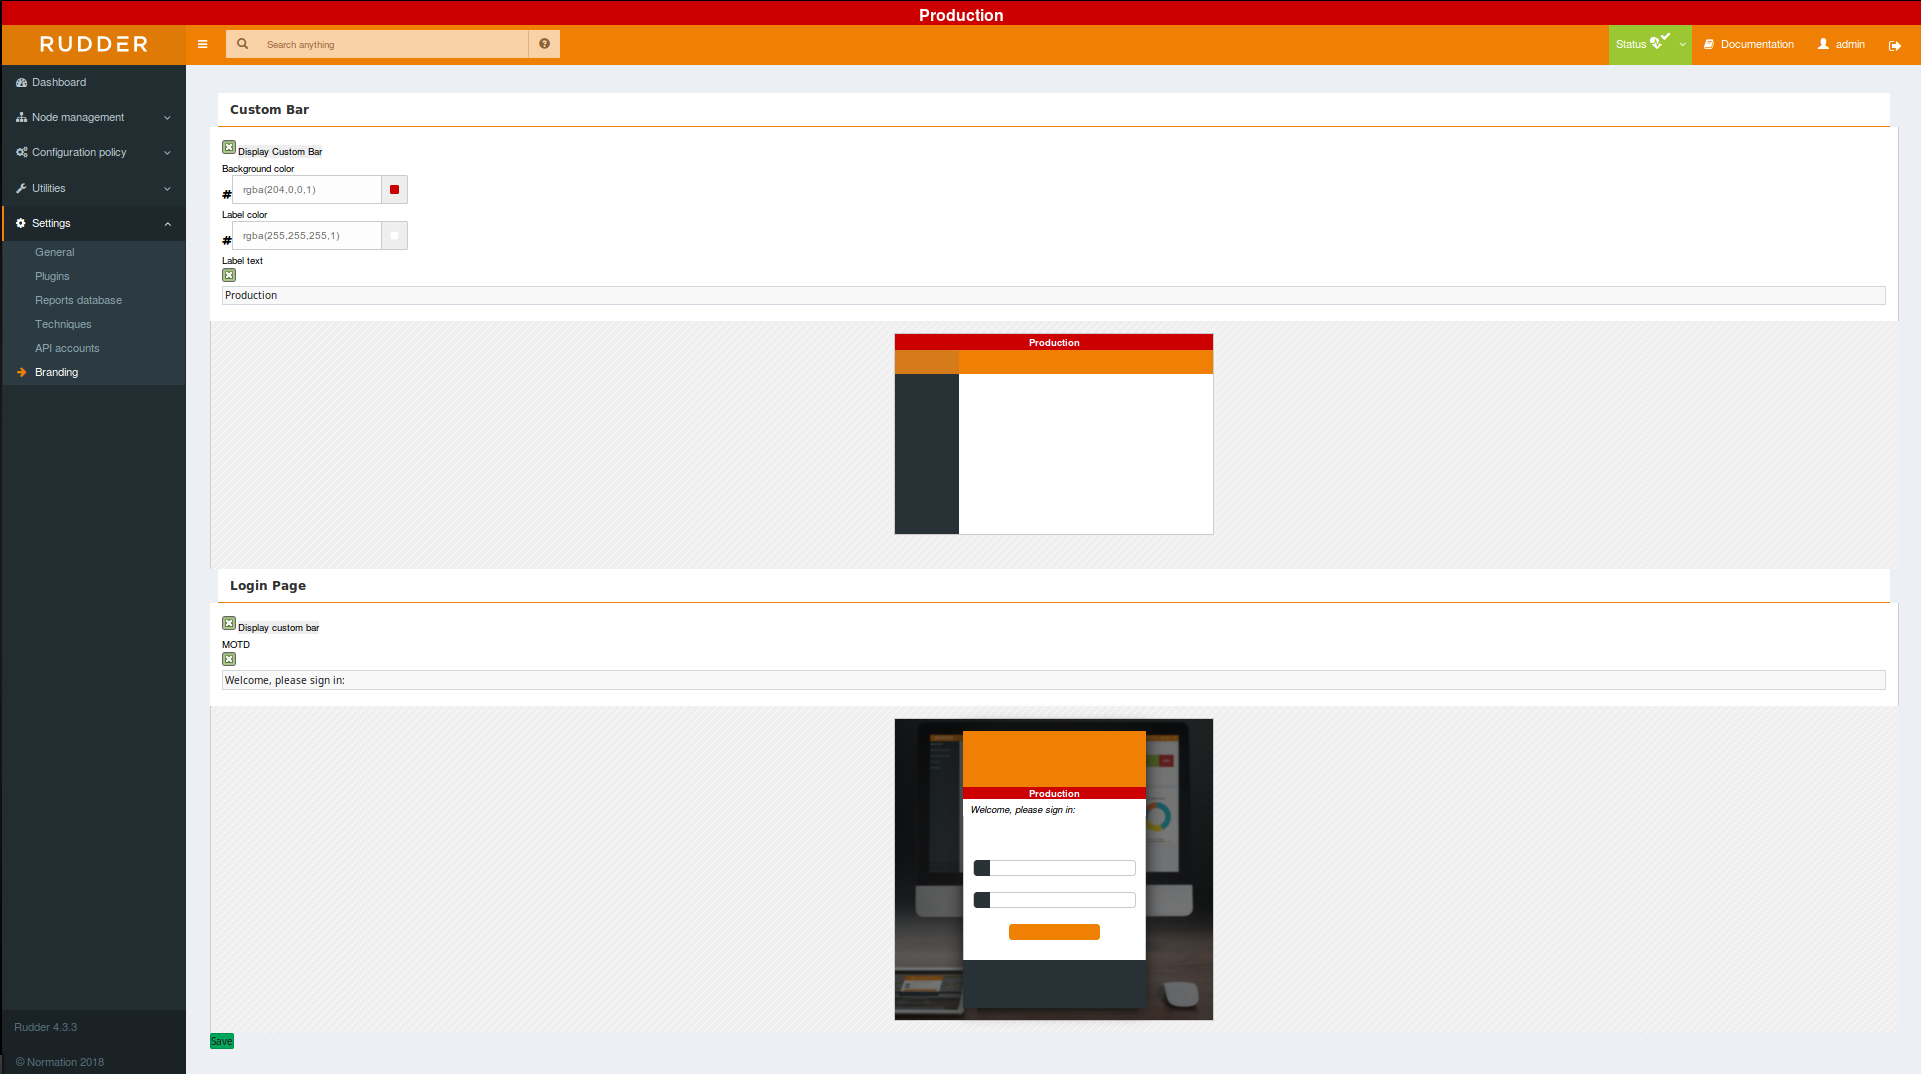 Production
RUDDER
Search anything
Status
Documentation
admin
Dashboard
Node management
Configuration policy
Utilities
Settings
General
Plugins
Reports database
Techniques
API accounts
Branding
Rudder 4.3.3
© Normation 2018
Custom Bar
Display Custom Bar
Background color
# rgba(204,0,0,1)
Label color
# rgba(255,255,255,1)
Label text
Production
Production
Login Page
Display custom bar
MOTD
Welcome, please sign in:
Production
Welcome, please sign in:
Save